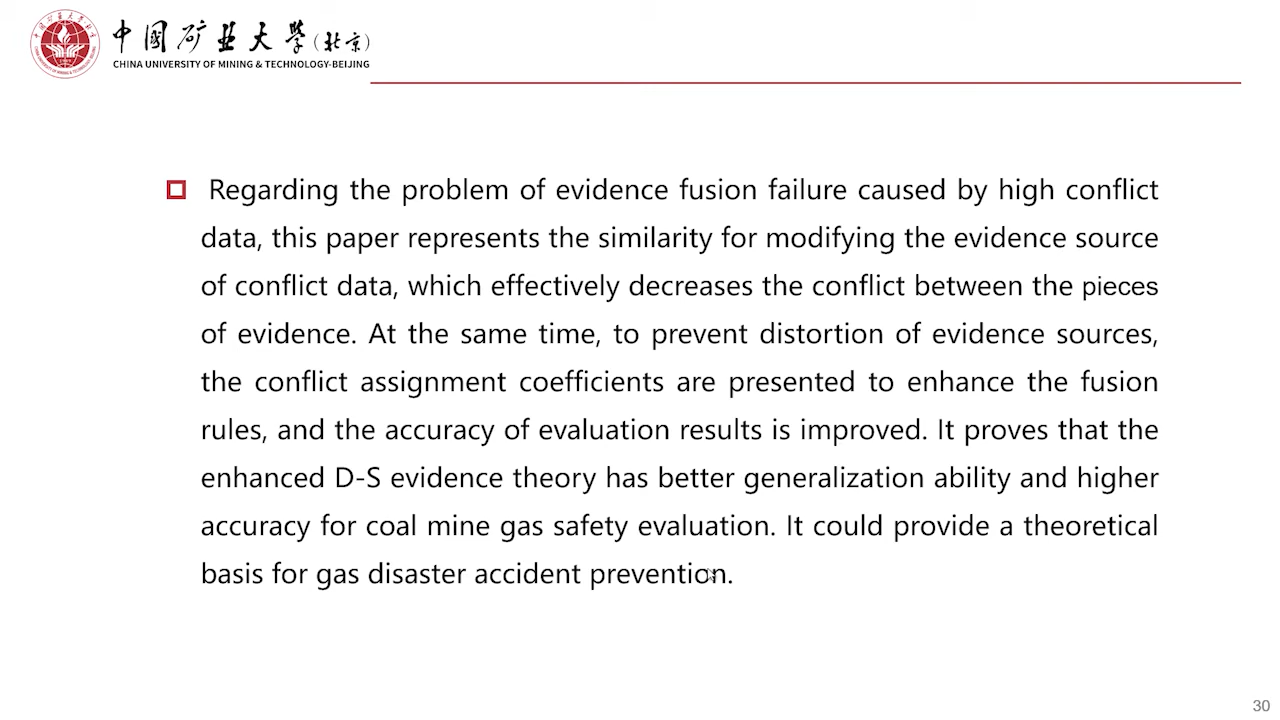 中国矿业大学(北京)
CHINA UNIVERSITY OF MINING & TECHNOLOGY-BEIJING
Regarding the problem of evidence fusion failure caused by high conflict
data, this paper represents the similarity for modifying the evidence source
of conflict data, which effectively decreases the conflict between the pieces
of evidence. At the same time, to prevent distortion of evidence sources,
the conflict assignment coefficients are presented to enhance the fusion
rules, and the accuracy of evaluation results is improved. It proves that the
enhanced D-S evidence theory has better generalization ability and higher
accuracy for coal mine gas safety evaluation. It could provide a theoretical
basis for gas disaster accident prevention.
30